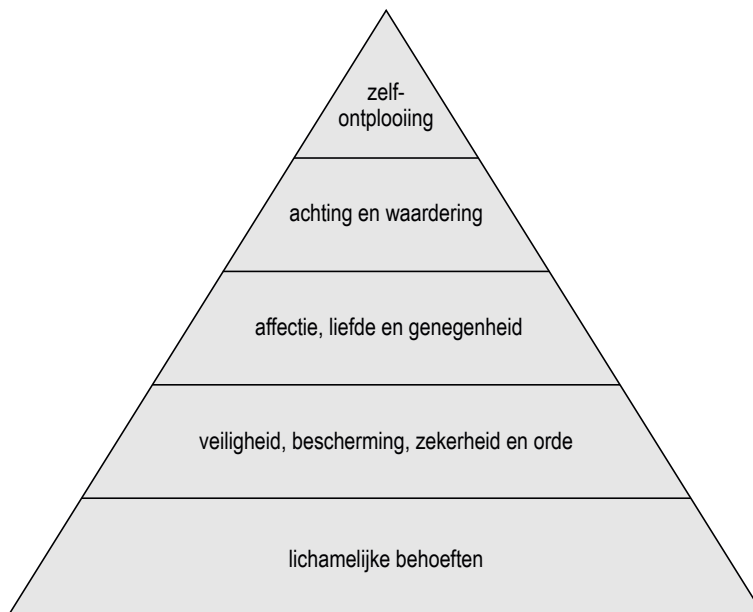 zelf-
ontplooiing
achting en waardering
affectie, liefde en genegenheid
veiligheid, bescherming, zekerheid en orde
lichamelijke behoeften